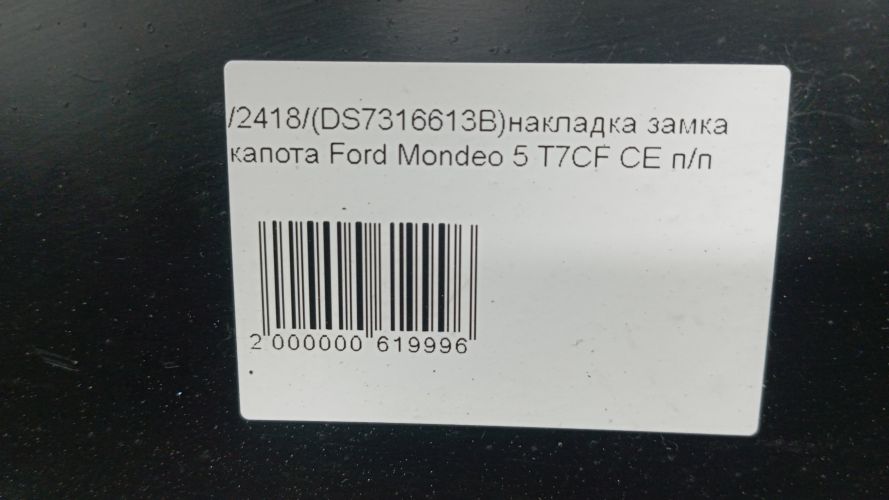 /2418/(DS7316613B)накладка замка
капота Ford Mondeo 5 T7CF CE п/п
2 000000 619996